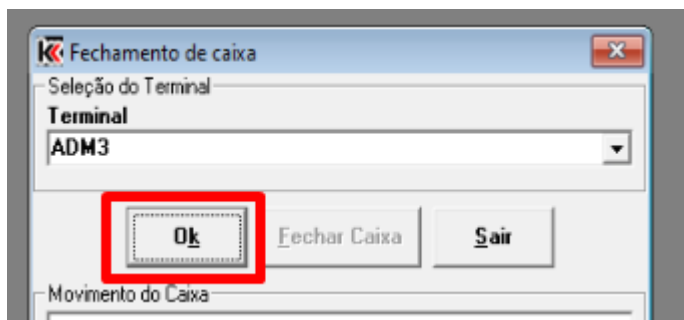 Fechamento de caixa
Seleção do Terminal
Terminal
ADM3
Ok Fechar Caixa Sair
Movimento do Caixa